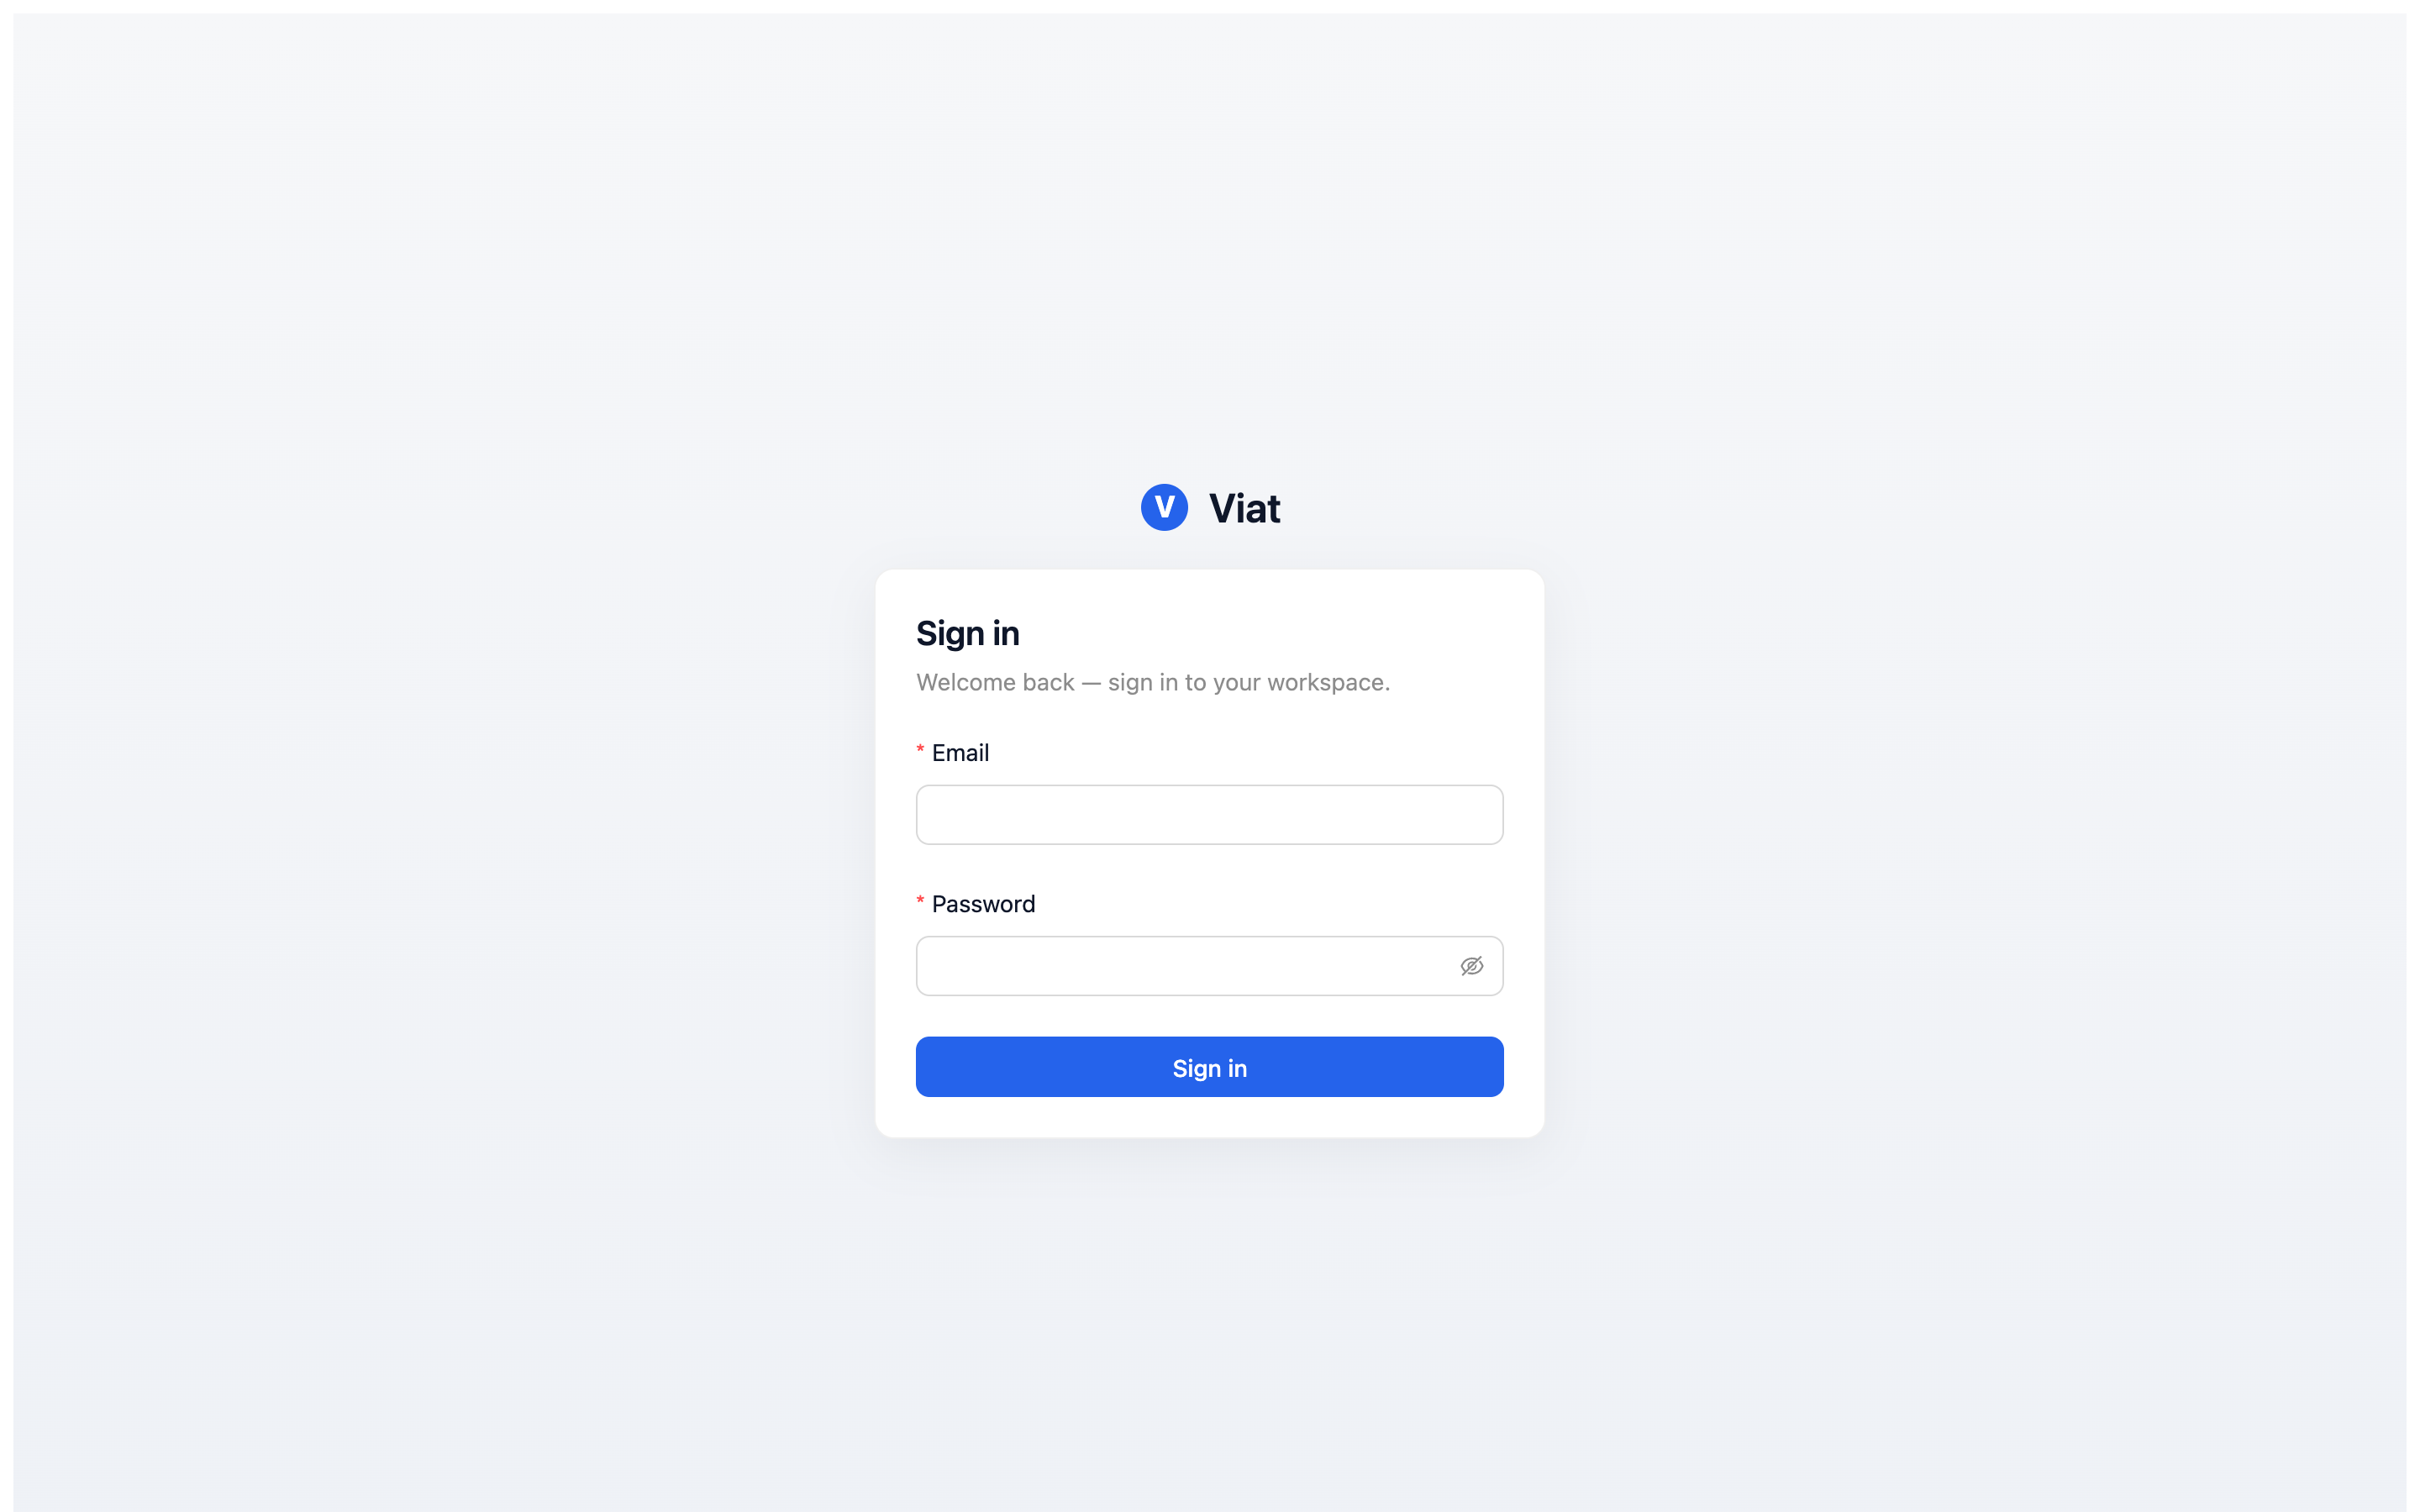 V Viat
Sign in
Welcome back — sign in to your workspace.
* Email
* Password
Sign in